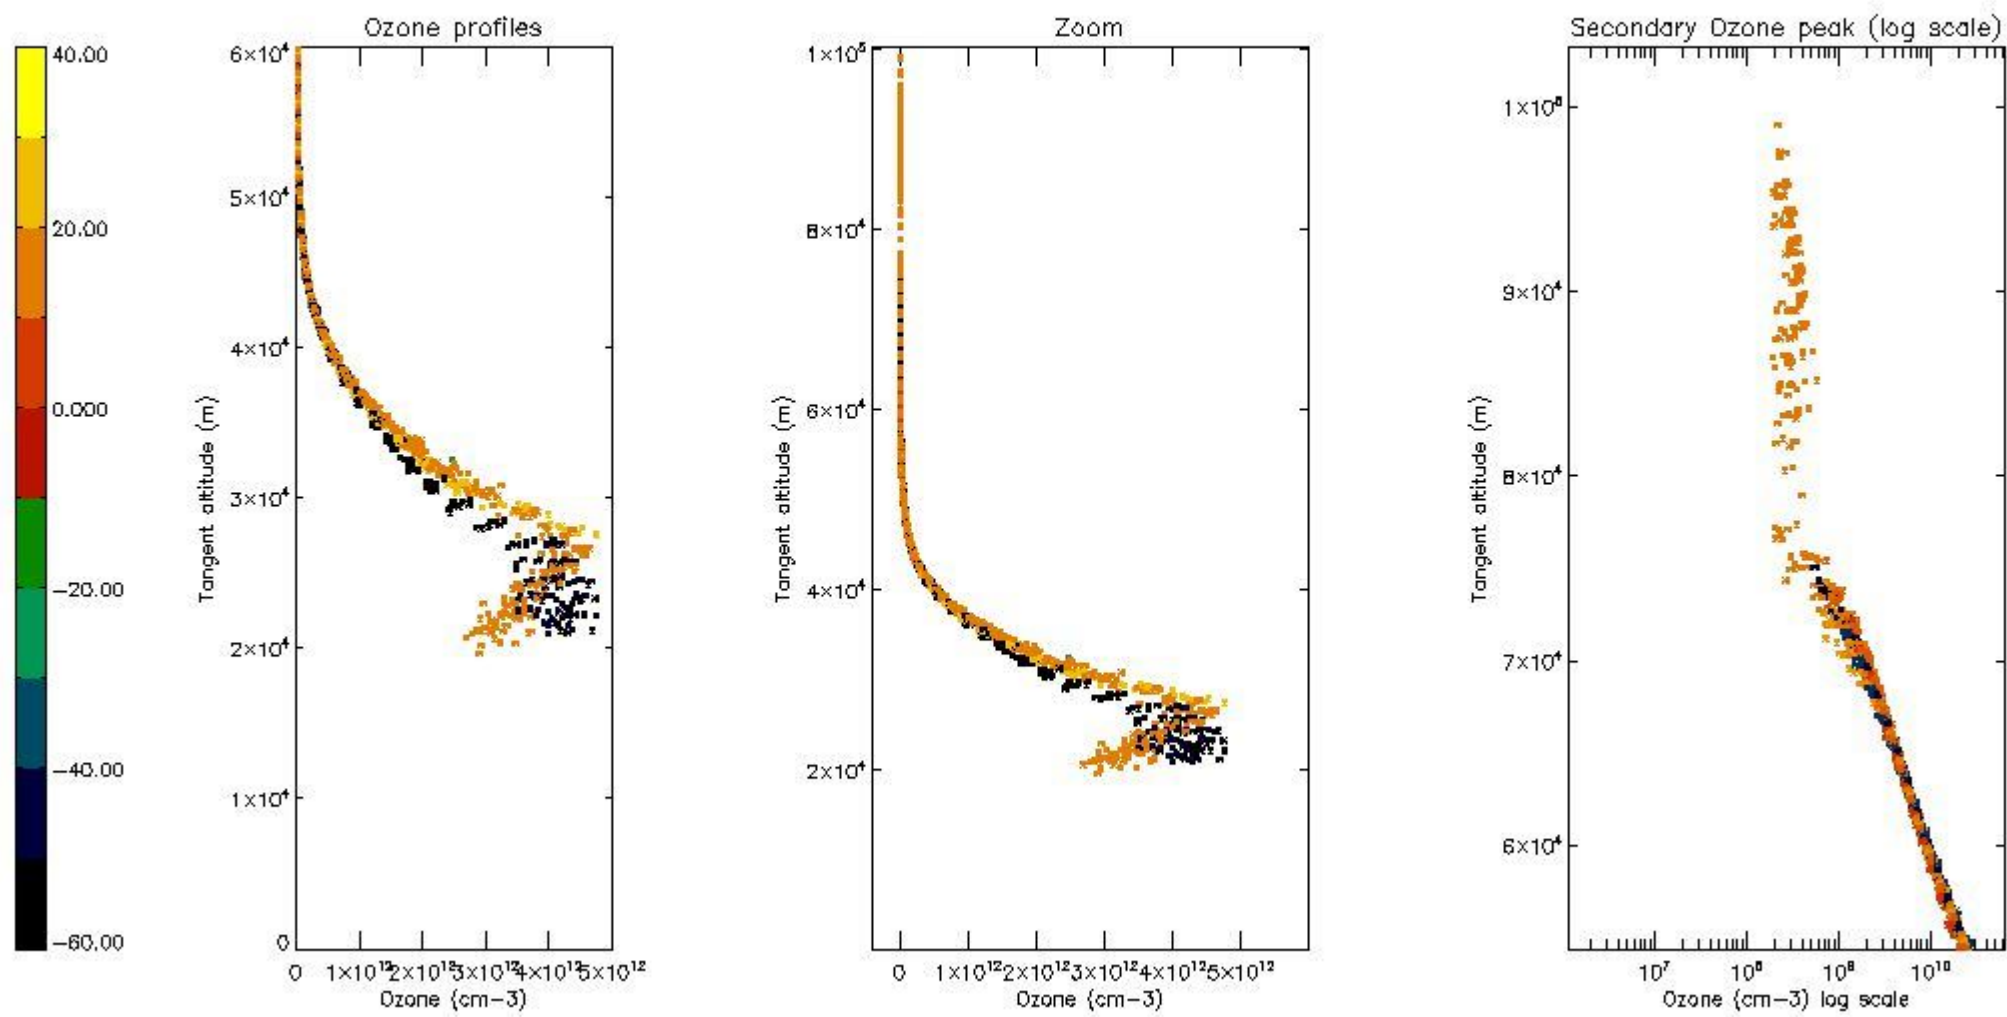 Ozone profiles
Zoom
Secondary Ozone peak (log scale)
40.00
20.00
0.000
-20.00
-40.00
-60.00
6×10⁴
5×10⁴
4×10⁴
3×10⁴
2×10⁴
1×10⁴
0
Tangent altitude (m)
0 1×10¹² 2×10¹² 3×10¹² 4×10¹² 5×10¹²
Ozone (cm-3)
1×10⁵
8×10⁴
6×10⁴
4×10⁴
2×10⁴
Tangent altitude (m)
0 1×10¹² 2×10¹² 3×10¹² 4×10¹² 5×10¹²
Ozone (cm-3)
1×10⁵
9×10⁴
8×10⁴
7×10⁴
6×10⁴
Tangent altitude (m)
10⁷ 10⁸ 10⁹ 10¹⁰
Ozone (cm-3) log scale